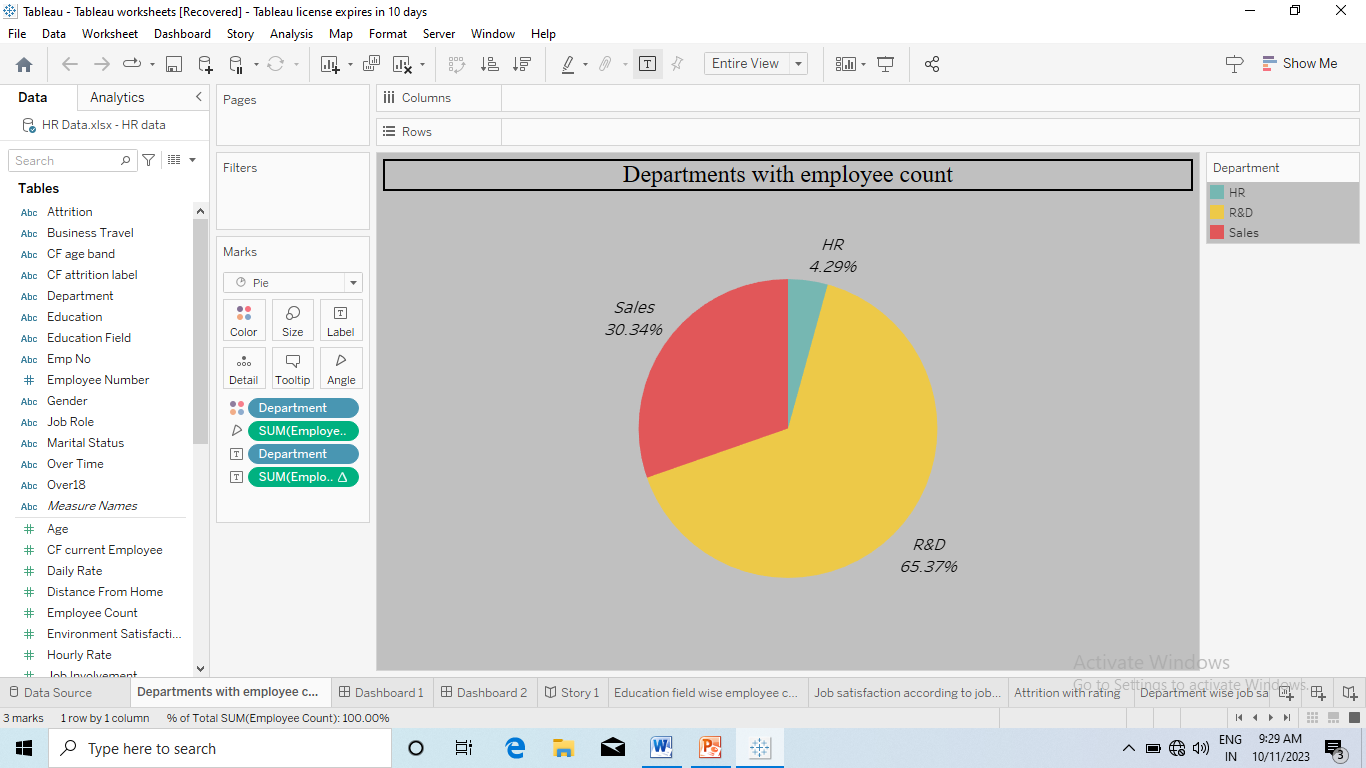 Tableau - Tableau worksheets [Recovered] - Tableau license expires in 10 days
File Data Worksheet Dashboard Story Analysis Map Format Server Window Help
Entire View
Show Me
Data Analytics
HR Data.xlsx - HR data
Search
Tables
Abc Attrition
Abc Business Travel
Abc CF age band
Abc CF attrition label
Abc Department
Abc Education
Abc Education Field
Abc Emp No
# Employee Number
Abc Gender
Abc Job Role
Abc Marital Status
Abc Over Time
Abc Over18
Abc Measure Names
# Age
# CF current Employee
# Daily Rate
# Distance From Home
# Employee Count
# Environment Satisfacti...
# Hourly Rate
# Job Involvement
Pages
Filters
Marks
Pie
Color Size Label
Detail Tooltip Angle
Department
SUM(Employe..
Department
SUM(Emplo.. Δ
Columns
Rows
Departments with employee count
HR
4.29%
Sales
30.34%
R&D
65.37%
Department
HR
R&D
Sales
Activate Windows
Go to Settings to activate Windows.
Data Source Departments with employee c... Dashboard 1 Dashboard 2 Story 1 Education field wise employee c... Job satisfaction according to job... Attrition with rating Department wise job sa
3 marks 1 row by 1 column % of Total SUM(Employee Count): 100.00%
Type here to search
ENG
IN
9:29 AM
10/11/2023
3